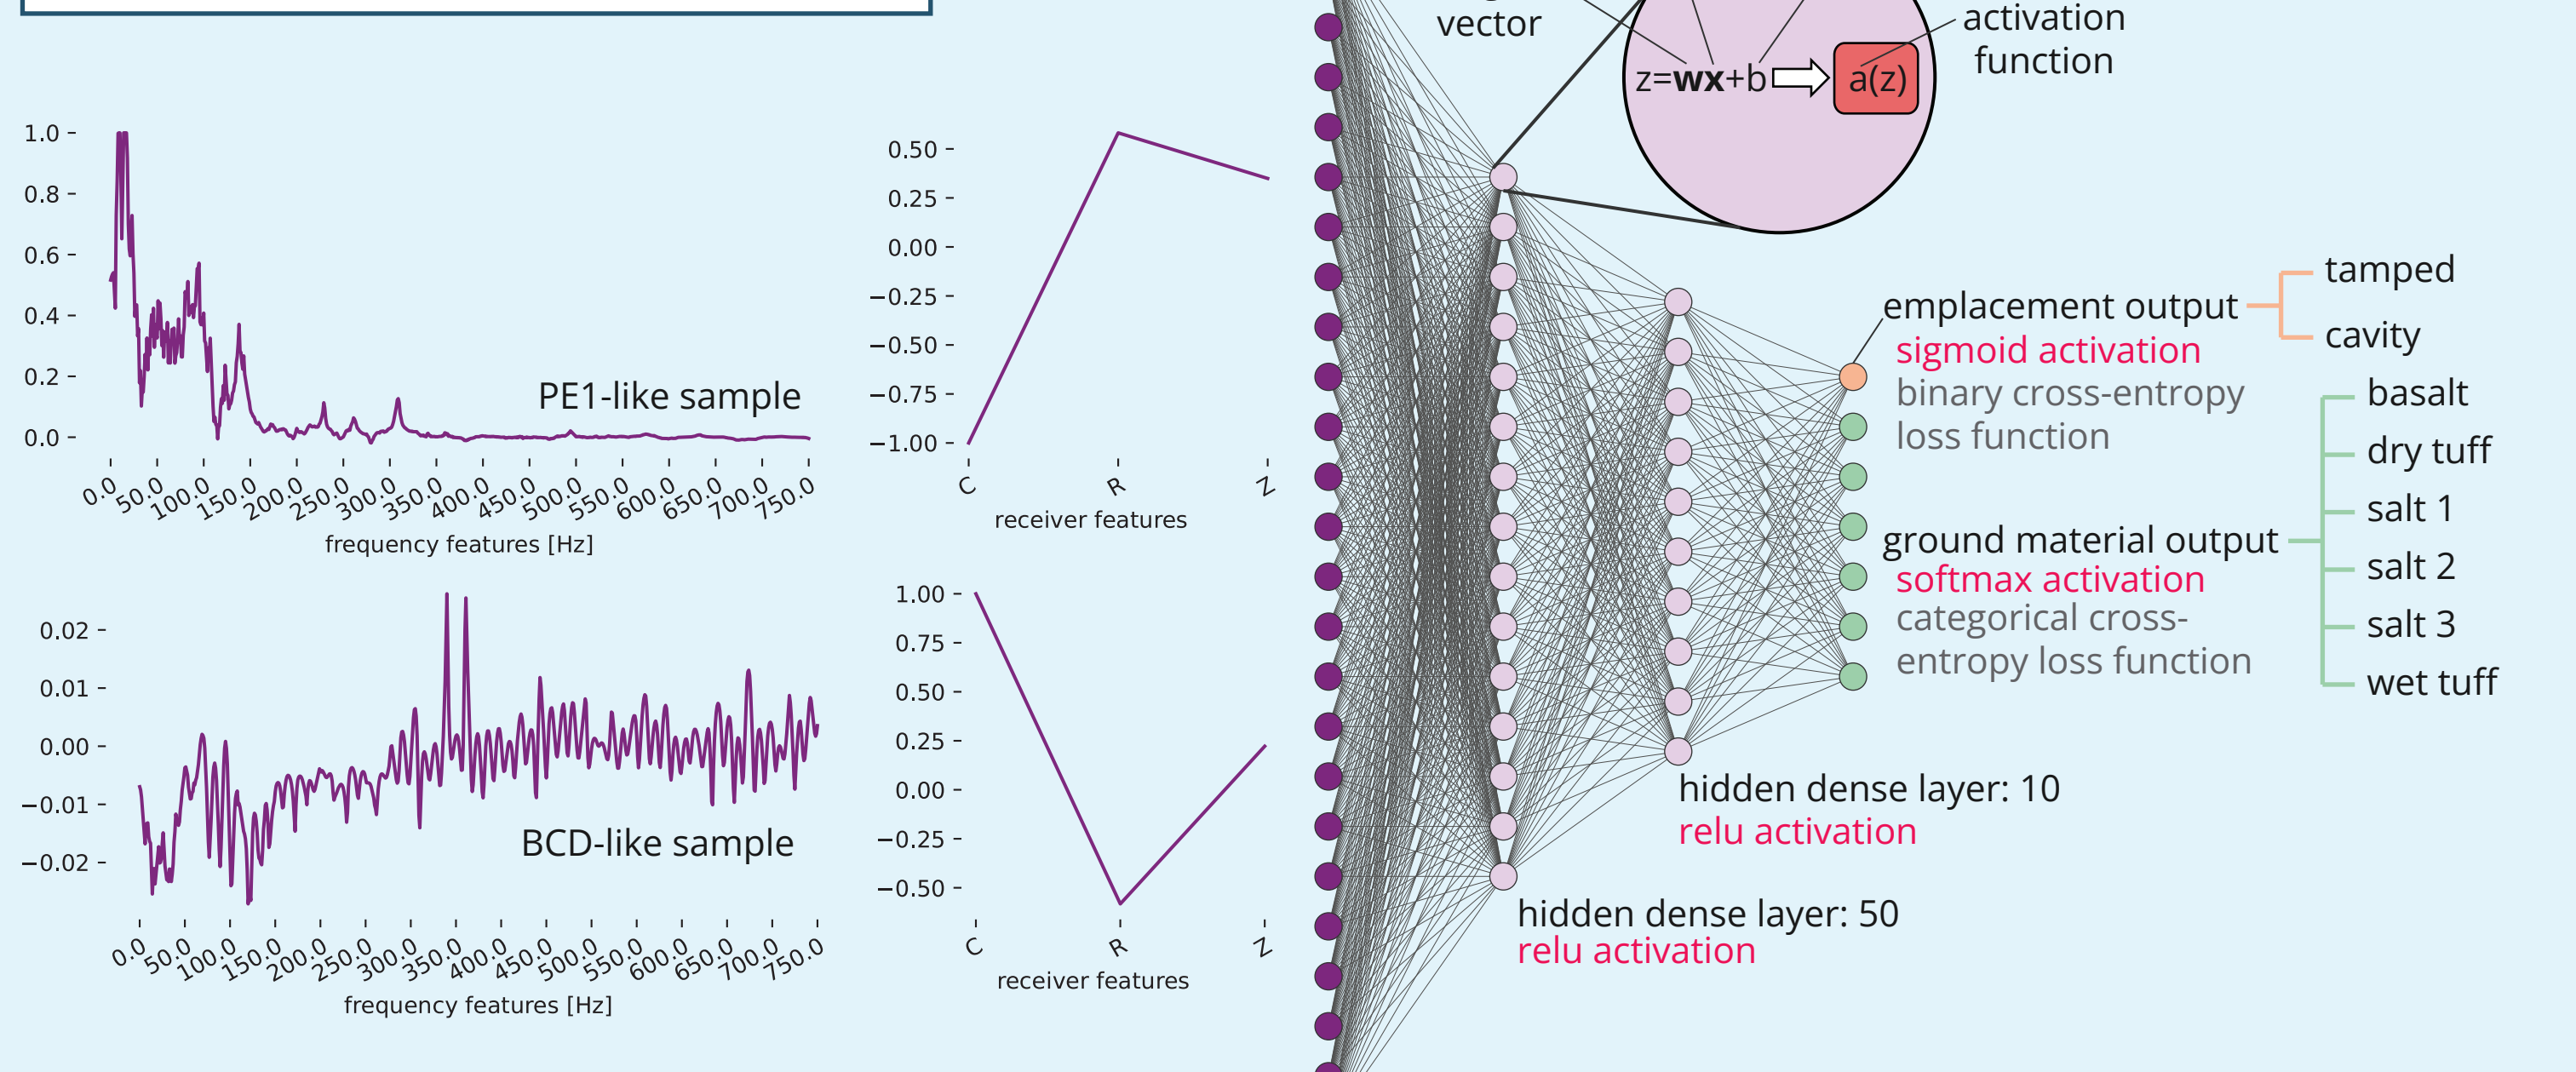 1.0
0.8
0.6
0.4
0.2
0.0
PE1-like sample
0.0
50.0
100.0
150.0
200.0
250.0
300.0
350.0
400.0
450.0
500.0
550.0
600.0
650.0
700.0
750.0
frequency features [Hz]
0.50
0.25
0.00
−0.25
−0.50
−0.75
−1.00
C
R
Z
receiver features
0.02
0.01
0.00
−0.01
−0.02
BCD-like sample
0.0
50.0
100.0
150.0
200.0
250.0
300.0
350.0
400.0
450.0
500.0
550.0
600.0
650.0
700.0
750.0
frequency features [Hz]
1.00
0.75
0.50
0.25
0.00
−0.25
−0.50
C
R
Z
receiver features
vector
z=wx+b
a(z)
activation
function
emplacement output
sigmoid activation
binary cross-entropy
loss function
tamped
cavity
ground material output
softmax activation
categorical cross-
entropy loss function
basalt
dry tuff
salt 1
salt 2
salt 3
wet tuff
hidden dense layer: 10
relu activation
hidden dense layer: 50
relu activation